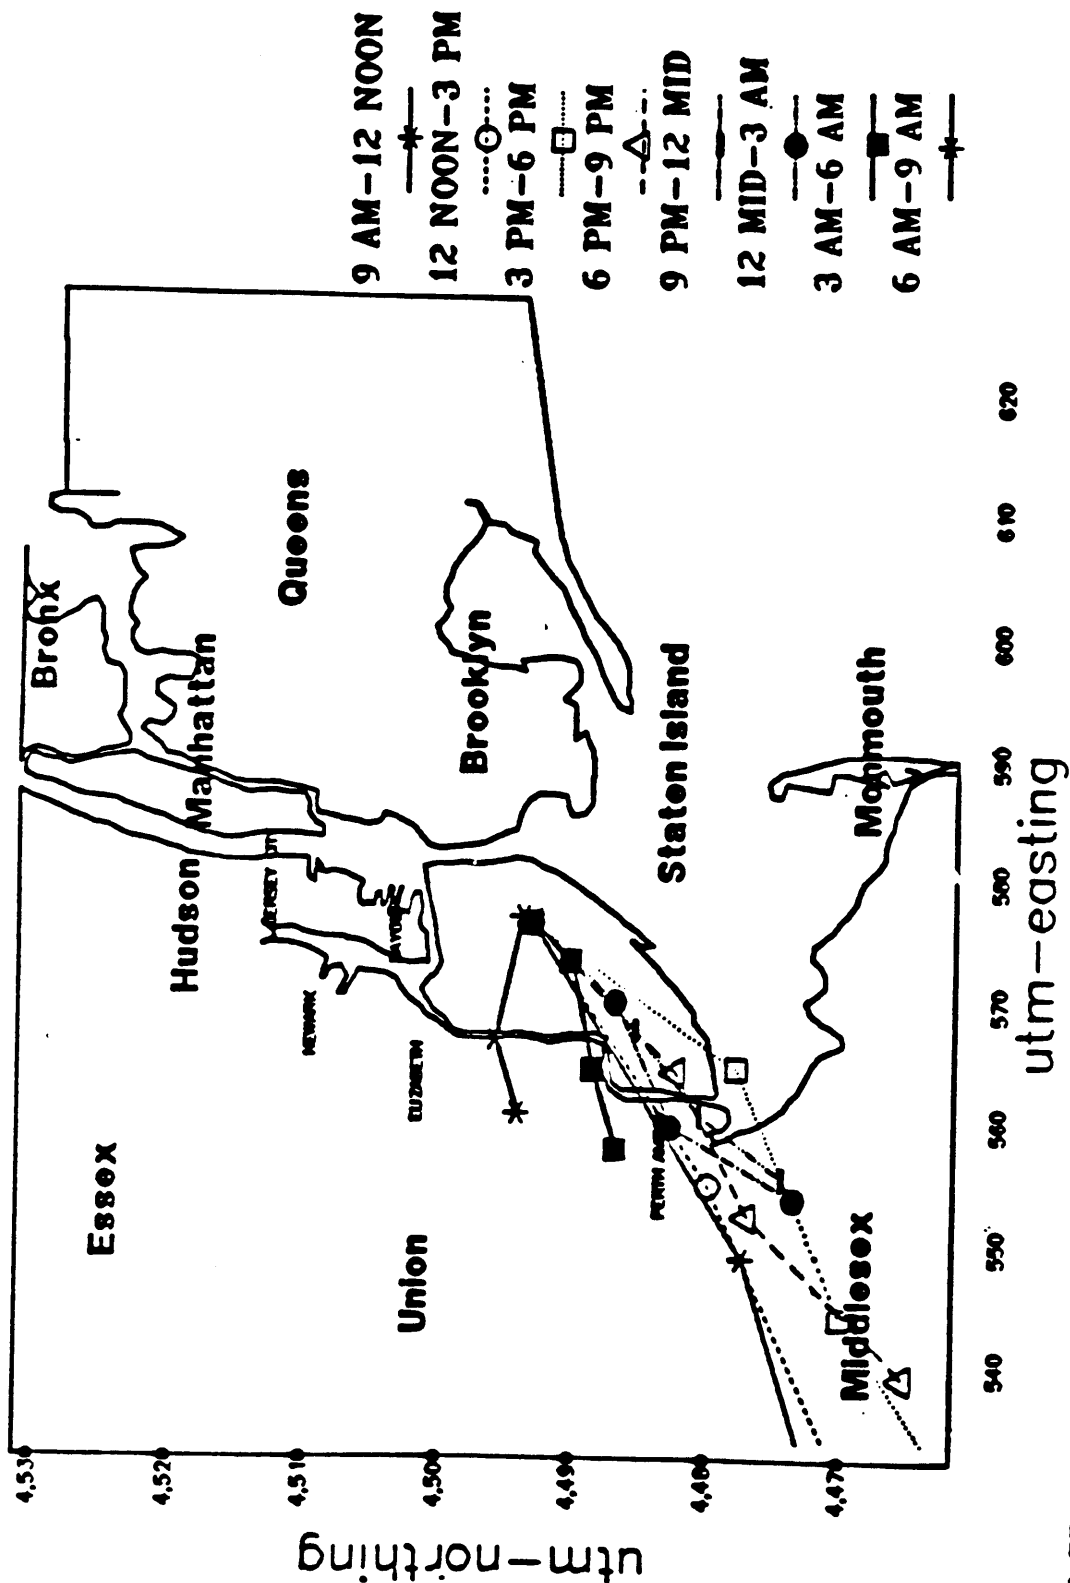 9 AM-12 NOON
12 NOON-3 PM
3 PM-6 PM
6 PM-9 PM
9 PM-12 MID
12 MID-3 AM
3 AM-6 AM
6 AM-9 AM
Bronx
Manhattan
Hudson
Queens
Essex
JERSEY
NEWARK
BAYONNE
Brooklyn
ELIZABETH
Union
Staton Island
PERTH
Monmouth
Middlesex
4,530
4,520
4,510
4,500
4,490
4,480
4,470
utm-northing
540
550
560
570
580
590
600
610
620
utm-easting